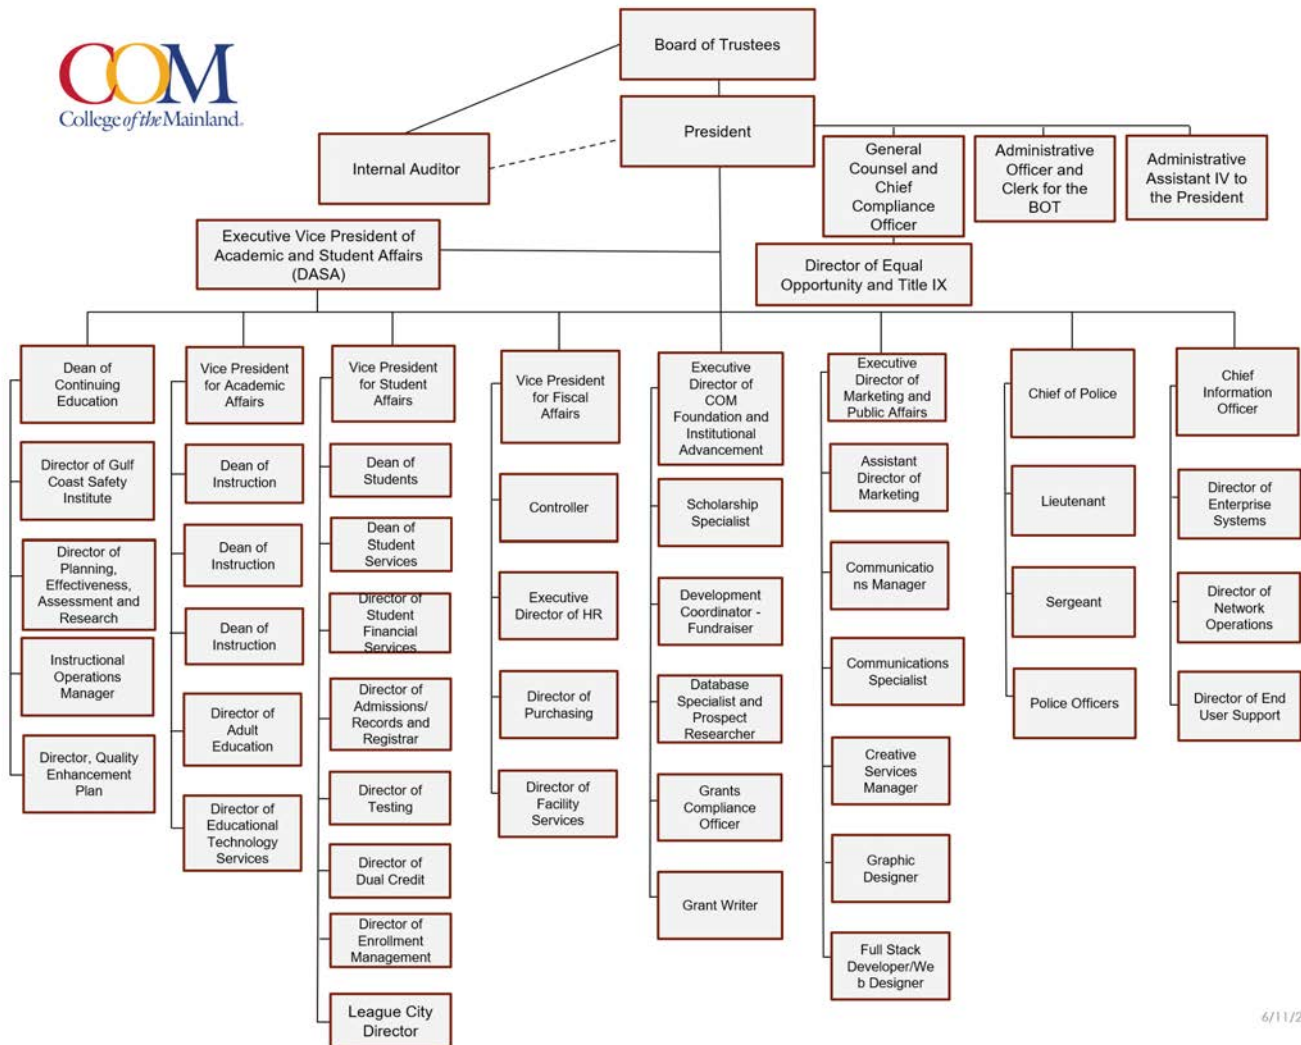 COM
College of the Mainland.
Board of Trustees
President
Internal Auditor
General
Counsel and
Chief
Compliance
Officer
Administrative
Officer and
Clerk for the
BOT
Administrative
Assistant IV to
the President
Executive Vice President of
Academic and Student Affairs
(DASA)
Director of Equal
Opportunity and Title IX
Dean of
Continuing
Education
Director of Gulf
Coast Safety
Institute
Director of
Planning,
Effectiveness,
Assessment and
Research
Instructional
Operations
Manager
Director, Quality
Enhancement
Plan
Vice President
for Academic
Affairs
Dean of
Instruction
Dean of
Instruction
Dean of
Instruction
Director of
Adult
Education
Director of
Educational
Technology
Services
Vice President
for Student
Affairs
Dean of
Students
Dean of
Student
Services
Director of
Student
Financial
Services
Director of
Admissions/
Records and
Registrar
Director of
Testing
Director of
Dual Credit
Director of
Enrollment
Management
League City
Director
Vice President
for Fiscal
Affairs
Controller
Executive
Director of HR
Director of
Purchasing
Director of
Facility
Services
Executive
Director of
COM
Foundation and
Institutional
Advancement
Scholarship
Specialist
Development
Coordinator -
Fundraiser
Database
Specialist and
Prospect
Researcher
Grants
Compliance
Officer
Grant Writer
Executive
Director of
Marketing and
Public Affairs
Assistant
Director of
Marketing
Communicatio
ns Manager
Communications
Specialist
Creative
Services
Manager
Graphic
Designer
Full Stack
Developer/We
b Designer
Chief of Police
Lieutenant
Sergeant
Police Officers
Chief
Information
Officer
Director of
Enterprise
Systems
Director of
Network
Operations
Director of End
User Support
6/11/2